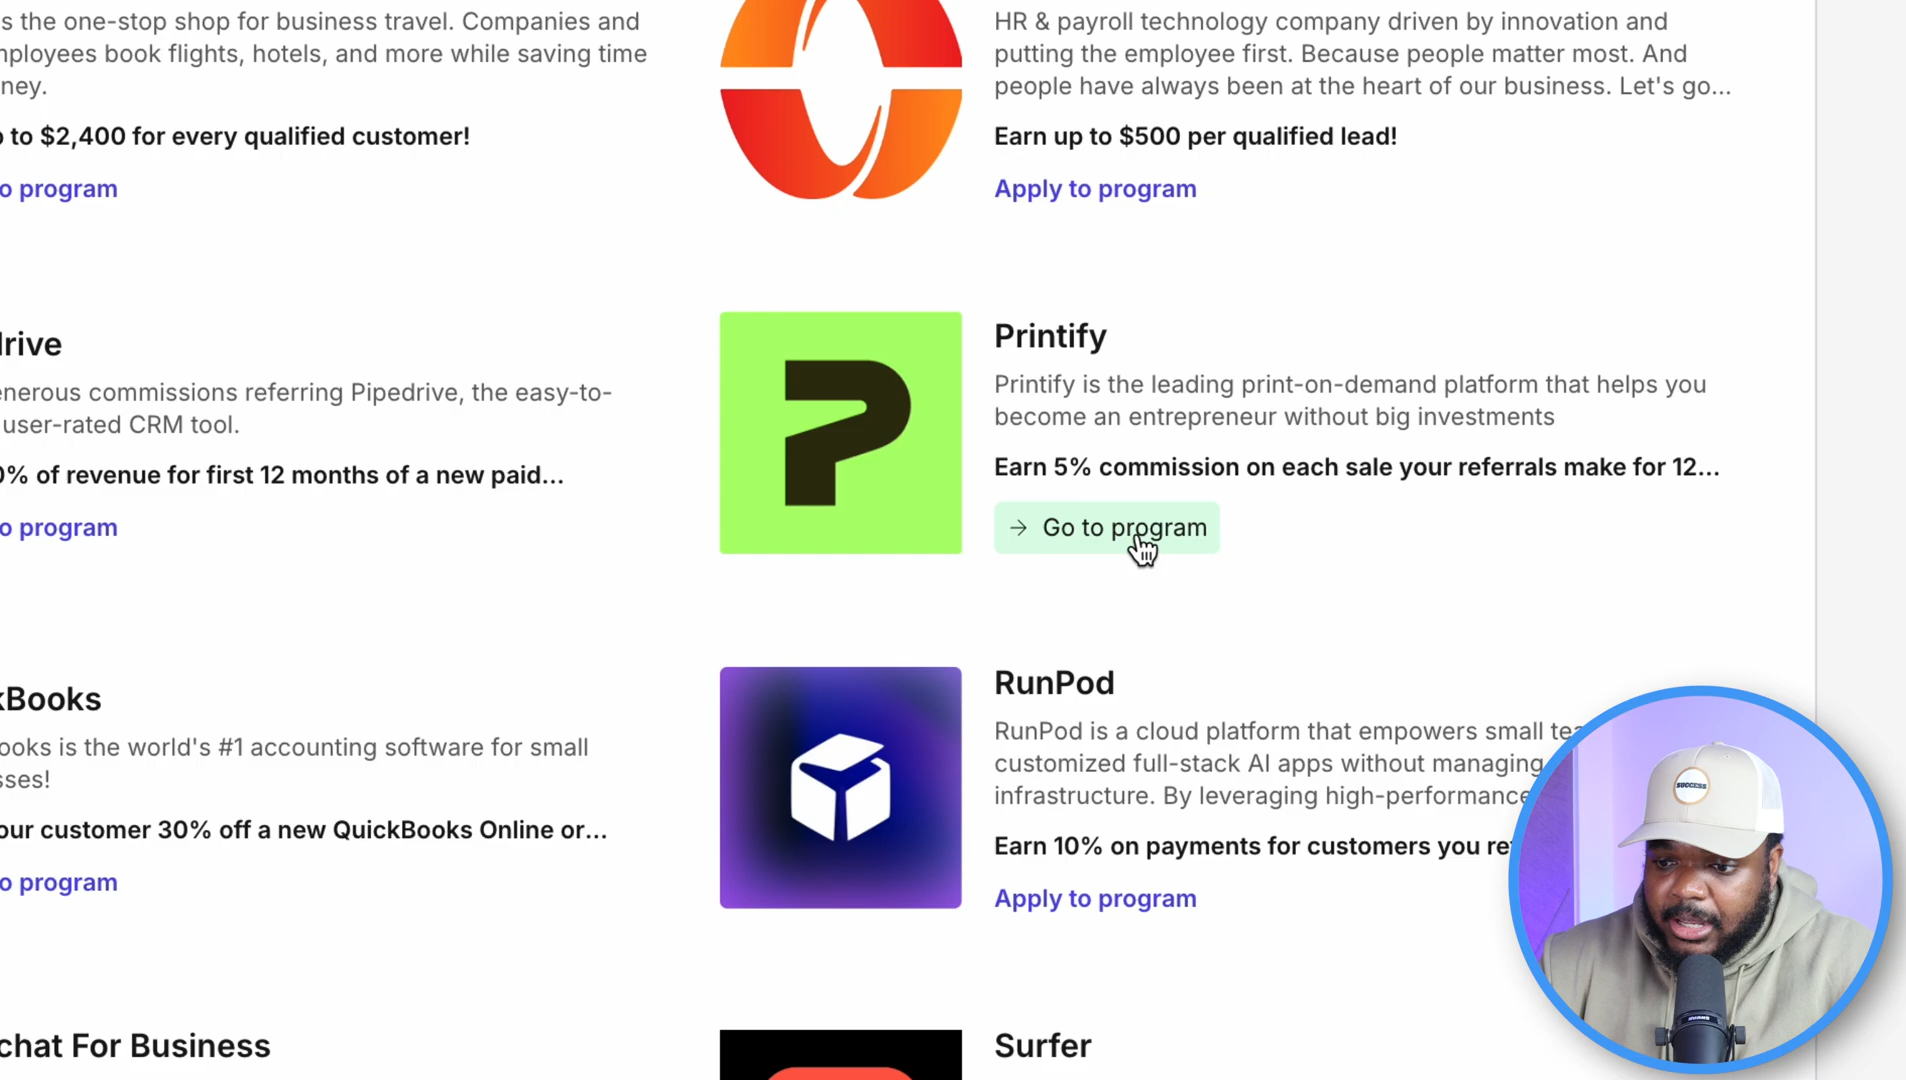 s the one-stop shop for business travel. Companies and
mployees book flights, hotels, and more while saving time
ney.
to $2,400 for every qualified customer!
o program
HR & payroll technology company driven by innovation and
putting the employee first. Because people matter most. And
people have always been at the heart of our business. Let's go...
Earn up to $500 per qualified lead!
Apply to program
drive
enerous commissions referring Pipedrive, the easy-to-
user-rated CRM tool.
0% of revenue for first 12 months of a new paid...
o program
Printify
Printify is the leading print-on-demand platform that helps you
become an entrepreneur without big investments
Earn 5% commission on each sale your referrals make for 12...
→ Go to program
kBooks
ooks is the world's #1 accounting software for small
sses!
our customer 30% off a new QuickBooks Online or...
o program
RunPod
RunPod is a cloud platform that empowers small
customized full-stack AI apps without managing
infrastructure. By leveraging high-performance
Earn 10% on payments for customers you
Apply to program
chat For Business
Surfer
SUCCESS